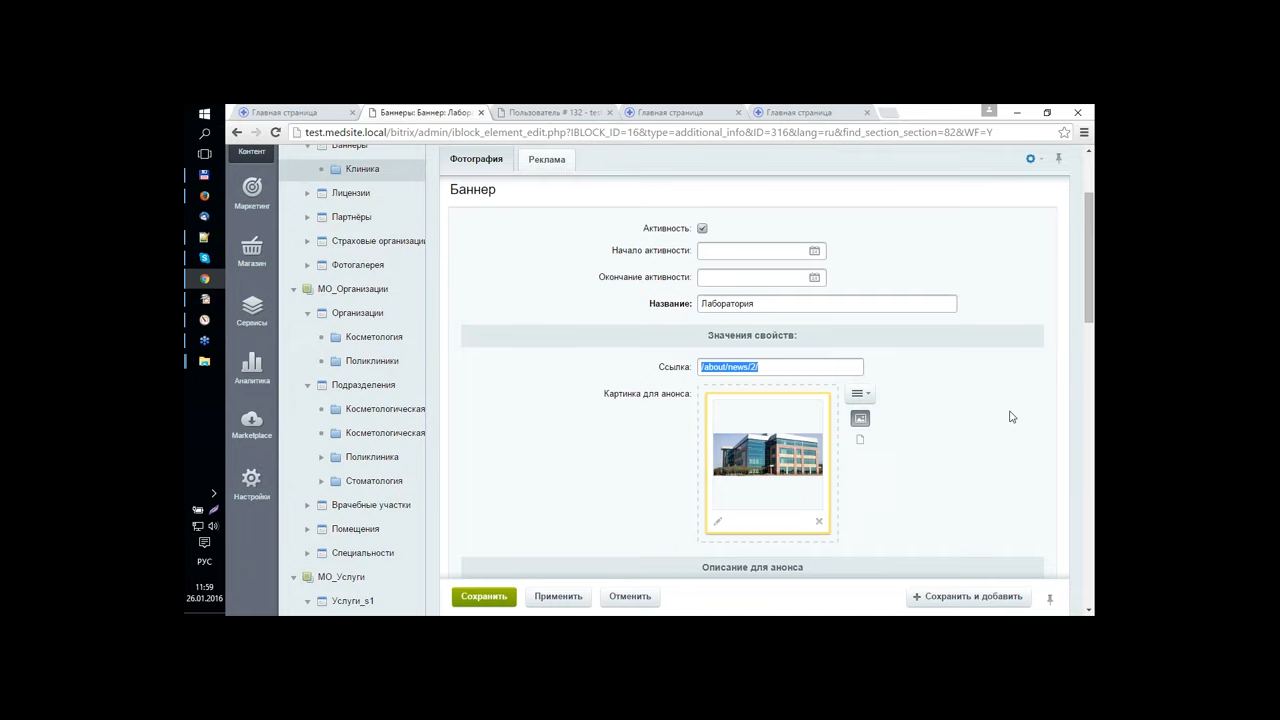 Главная страница
Баннеры: Баннер: Лабор
Пользователь # 132 - tes
Главная страница
Главная страница
test.medsite.local/bitrix/admin/iblock_element_edit.php?IBLOCK_ID=16&type=additional_info&ID=316&lang=ru&find_section_section=82&WF=Y
Контент
Маркетинг
Магазин
Сервисы
Аналитика
Marketplace
Настройки
Баннеры
Клиника
Лицензии
Партнёры
Страховые организации
Фотогалерея
МО_Организации
Организации
Косметология
Поликлиники
Подразделения
Косметологическая
Косметологическая
Поликлиника
Стоматология
Врачебные участки
Помещения
Специальности
МО_Услуги
Услуги_s1
Фотография
Реклама
Баннер
Активность:
Начало активности:
Окончание активности:
Название: Лаборатория
Значения свойств:
Ссылка: /about/news/2/
Картинка для анонса:
Описание для анонса
Сохранить
Применить
Отменить
+ Сохранить и добавить
РУС
11:59
26.01.2016